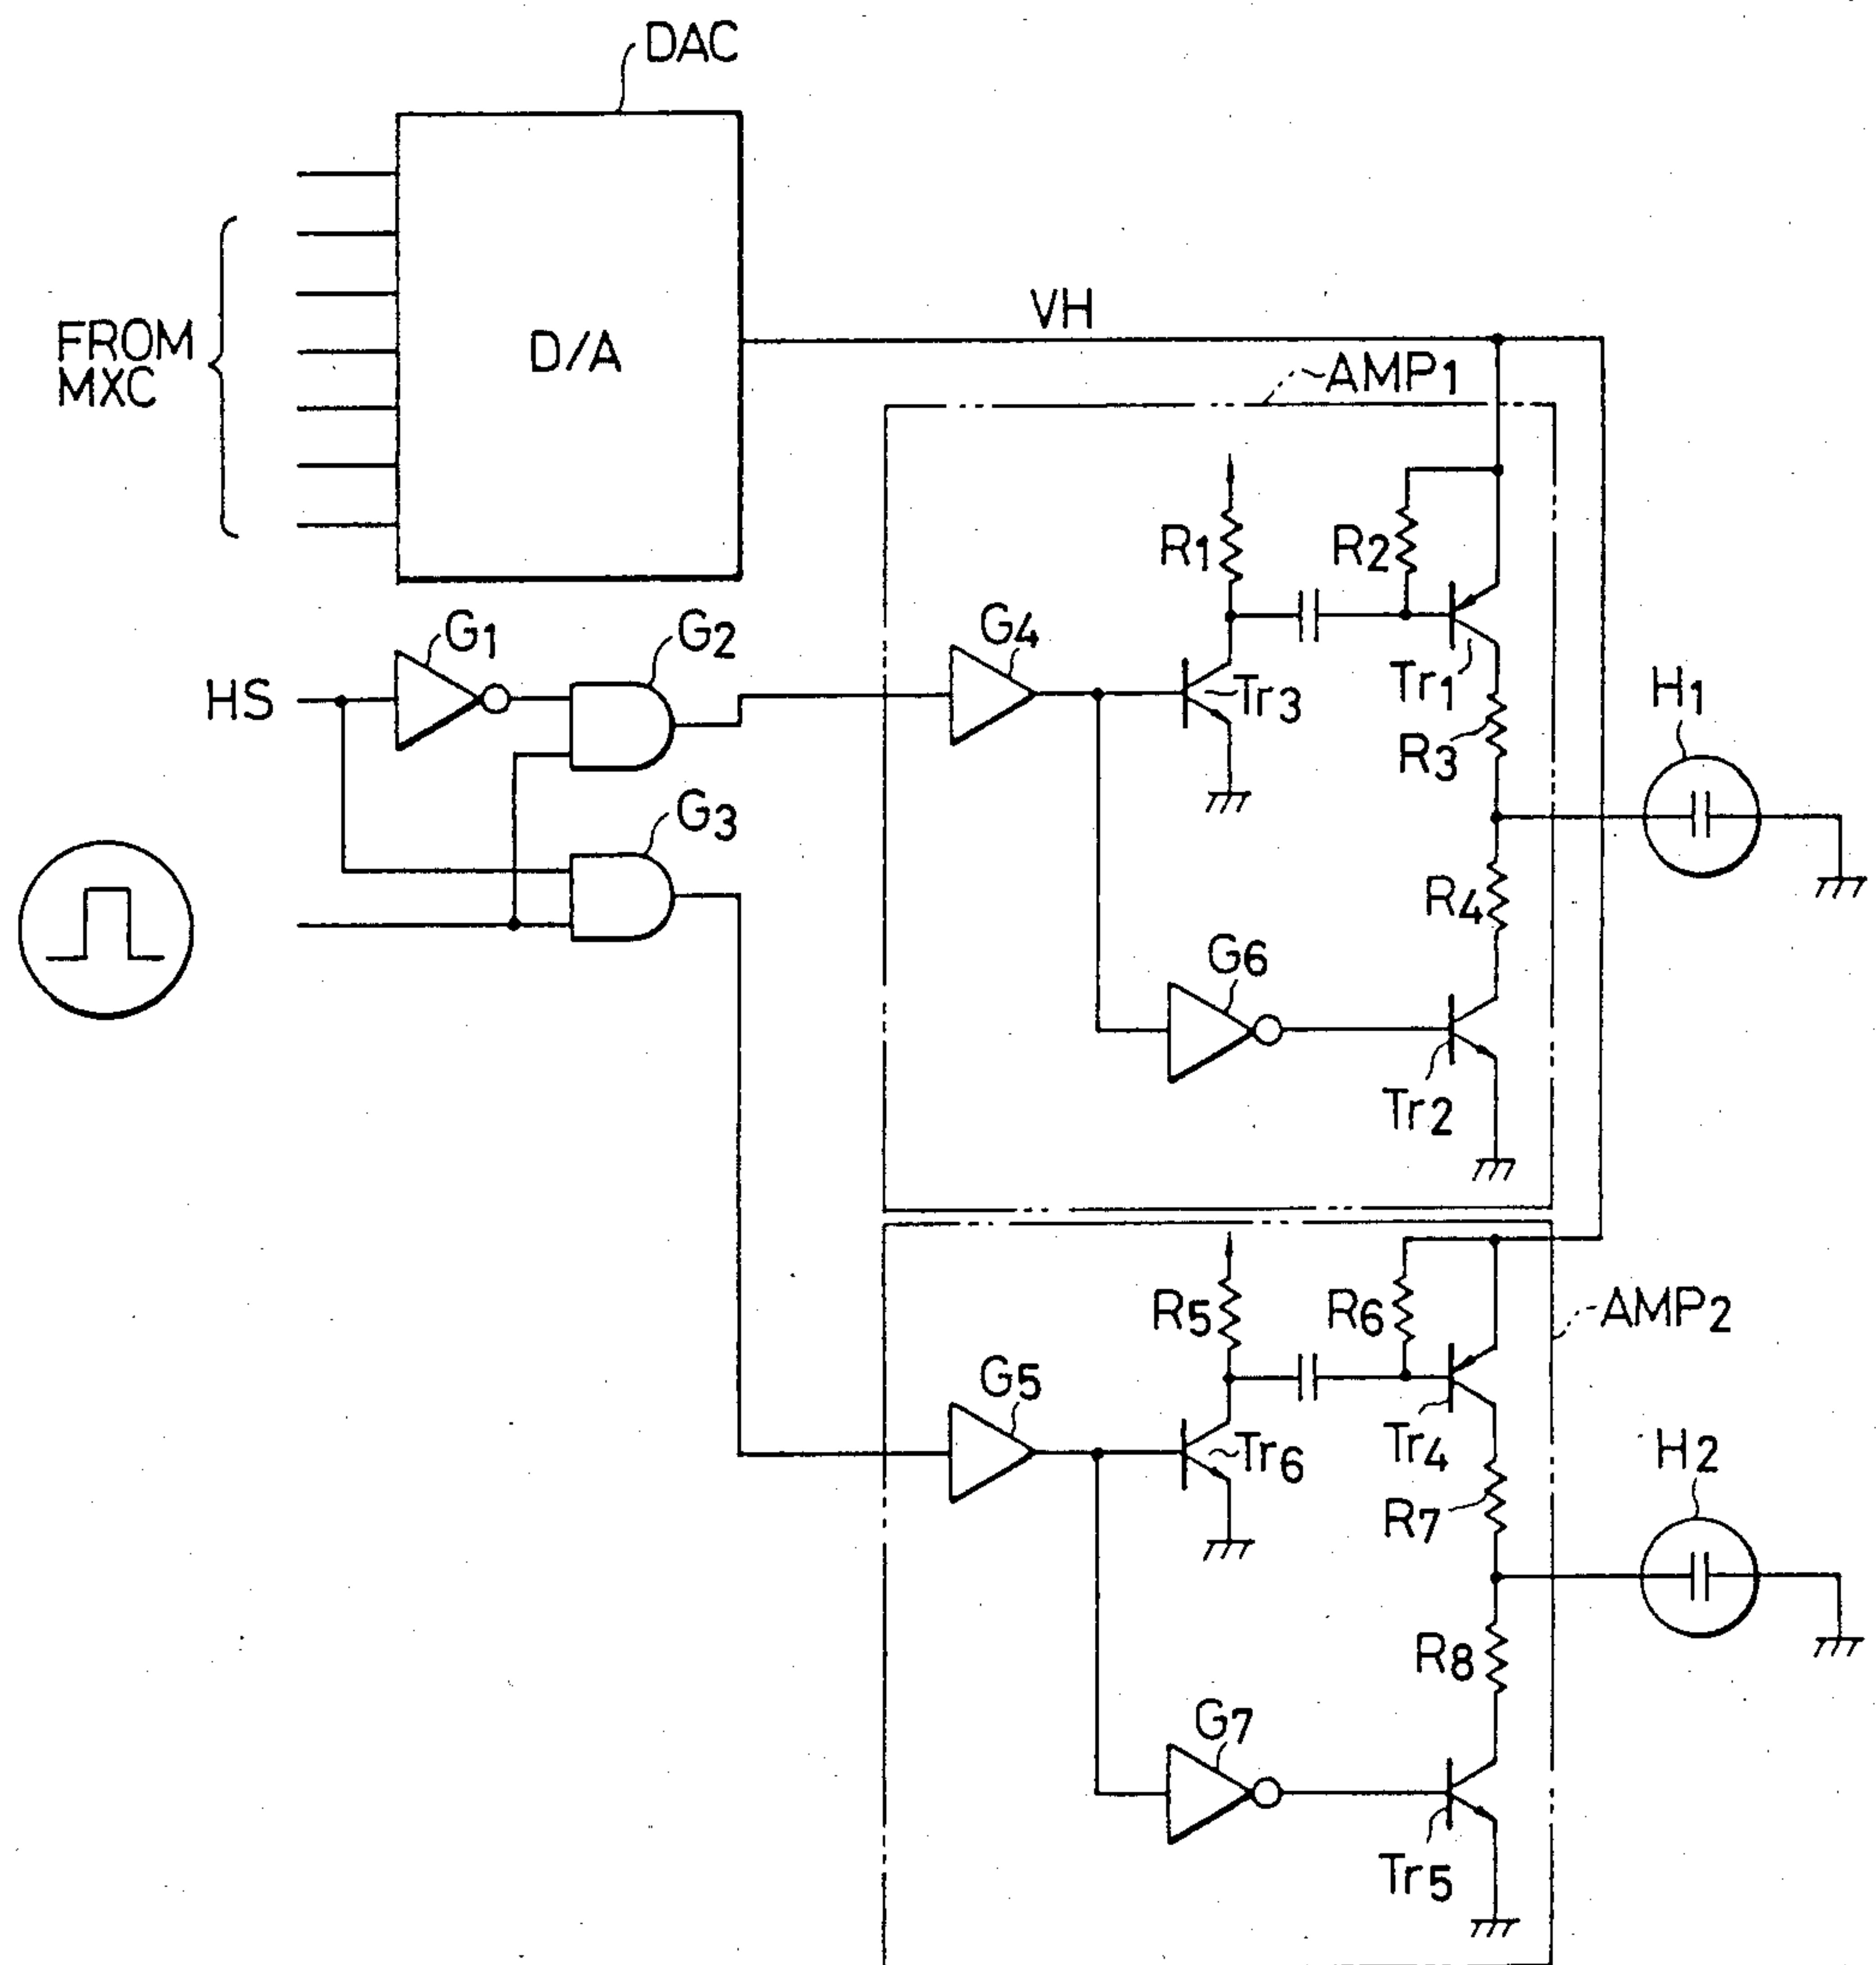 DAC
FROM
MXC
D/A
VH
AMP1
R1
R2
G1
G2
G4
HS
Tr3
Tr1
H1
R3
G3
R4
G6
Tr2
R5
R6
AMP2
G5
Tr6
Tr4
H2
R7
R8
G7
Tr5